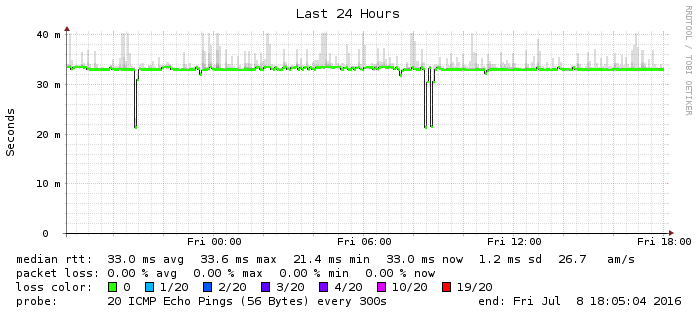 Last 24 Hours
RRDTOOL / TOBI OETIKER
Seconds
40 m
30 m
20 m
10 m
0
Fri 00:00 Fri 06:00 Fri 12:00 Fri 18:00
median rtt: 33.0 ms avg 33.6 ms max 21.4 ms min 33.0 ms now 1.2 ms sd 26.7 am/s
packet loss: 0.00 % avg 0.00 % max 0.00 % min 0.00 % now
loss color: 0 1/20 2/20 3/20 4/20 10/20 19/20
probe: 20 ICMP Echo Pings (56 Bytes) every 300s end: Fri Jul 8 18:05:04 2016